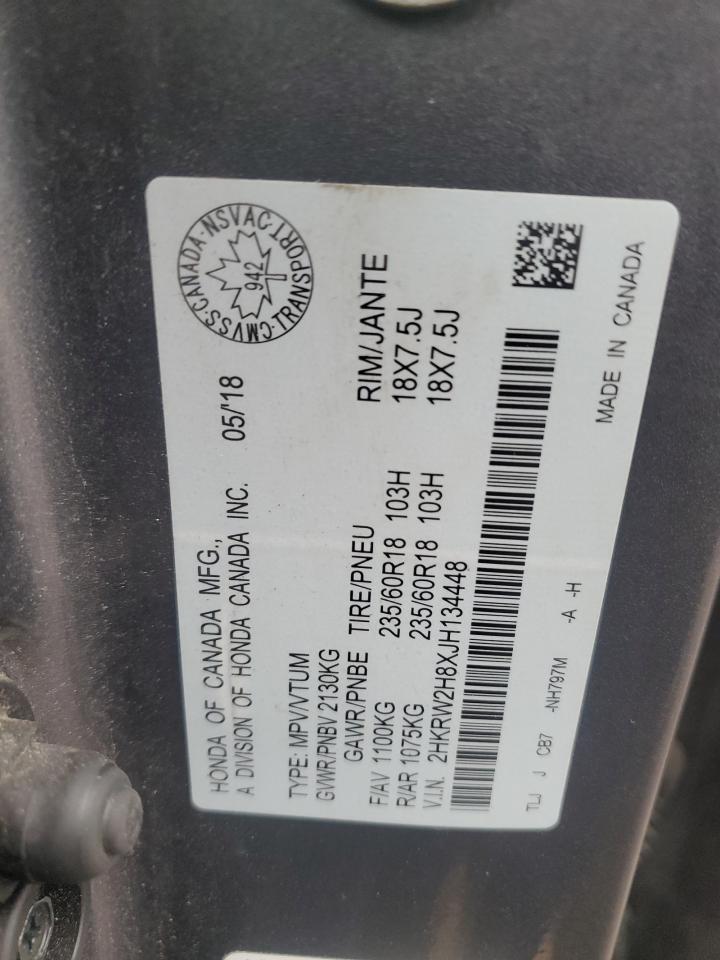 HONDA OF CANADA MFG.,
A DIVISION OF HONDA CANADA INC. 05/'18
CMVSS·CANADA·NSVAC·TRANSPORT
942
TYPE: MPV/VTUM
GVWR/PNBV 2130KG
GAWR/PNBE TIRE/PNEU RIM/JANTE
F/AV 1100KG 235/60R18 103H 18X7.5J
R/AR 1075KG 235/60R18 103H 18X7.5J
V.I.N. 2HKRW2H8XJH134448
TLJ J CB7 -NH797M -A -H
MADE IN CANADA